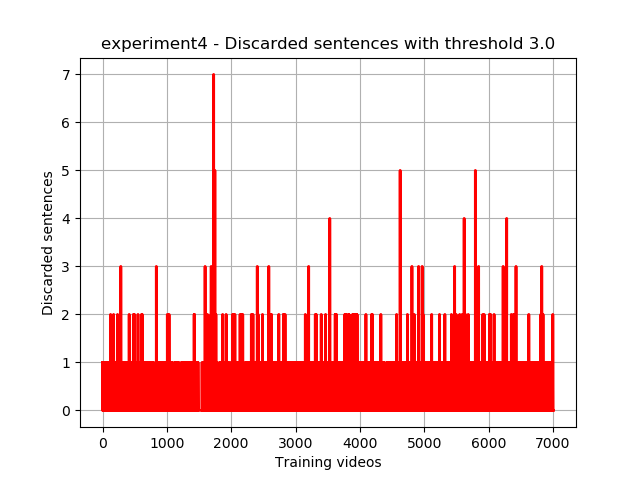 experiment4 - Discarded sentences with threshold 3.0
7
6
5
4
3
2
1
0
Discarded sentences
0 1000 2000 3000 4000 5000 6000 7000
Training videos